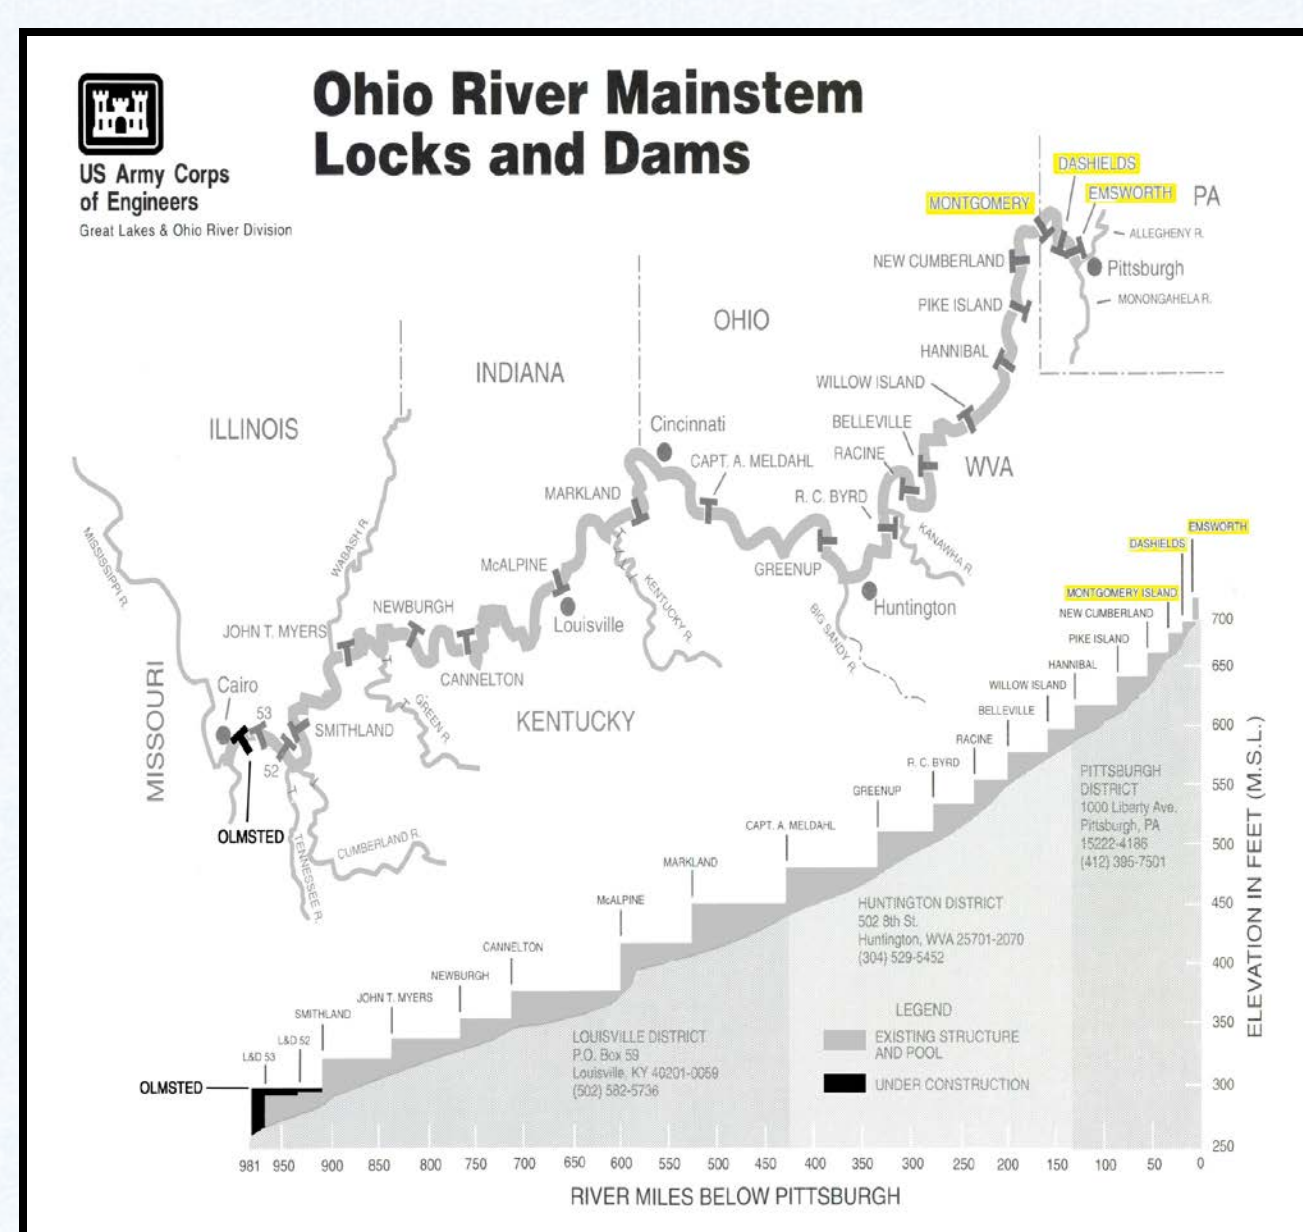 Ohio River Mainstem
Locks and Dams
US Army Corps
of Engineers
Great Lakes & Ohio River Division
DASHIELDS
EMSWORTH
PA
MONTGOMERY
ALLEGHENY R.
NEW CUMBERLAND
Pittsburgh
MONONGAHELA R.
PIKE ISLAND
OHIO
HANNIBAL
INDIANA
WILLOW ISLAND
ILLINOIS
Cincinnati
BELLEVILLE
RACINE
CAPT. A. MELDAHL
WVA
MARKLAND
R. C. BYRD
MISSISSIPPI R.
WABASH R.
KANAWHA R.
McALPINE
GREENUP
KENTUCKY R.
NEWBURGH
Louisville
Huntington
BIG SANDY R.
JOHN T. MYERS
CANNELTON
MISSOURI
Cairo
53
GREEN R.
KENTUCKY
SMITHLAND
52
OLMSTED
TENNESSEE R.
CUMBERLAND R.
EMSWORTH
DASHIELDS
MONTGOMERY ISLAND
NEW CUMBERLAND
PIKE ISLAND
HANNIBAL
WILLOW ISLAND
BELLEVILLE
RACINE
R. C. BYRD
GREENUP
CAPT. A. MELDAHL
MARKLAND
McALPINE
CANNELTON
NEWBURGH
JOHN T. MYERS
SMITHLAND
L&D 52
L&D 53
OLMSTED
PITTSBURGH
DISTRICT
1000 Liberty Ave.
Pittsburgh, PA
15222-4186
(412) 395-7501
HUNTINGTON DISTRICT
502 8th St.
Huntington, WVA 25701-2070
(304) 529-5452
LOUISVILLE DISTRICT
P.O. Box 59
Louisville, KY 40201-0059
(502) 582-5736
LEGEND
EXISTING STRUCTURE
AND POOL
UNDER CONSTRUCTION
700
650
600
550
500
450
400
350
300
250
ELEVATION IN FEET (M.S.L.)
981 950 900 850 800 750 700 650 600 550 500 450 400 350 300 250 200 150 100 50 0
RIVER MILES BELOW PITTSBURGH